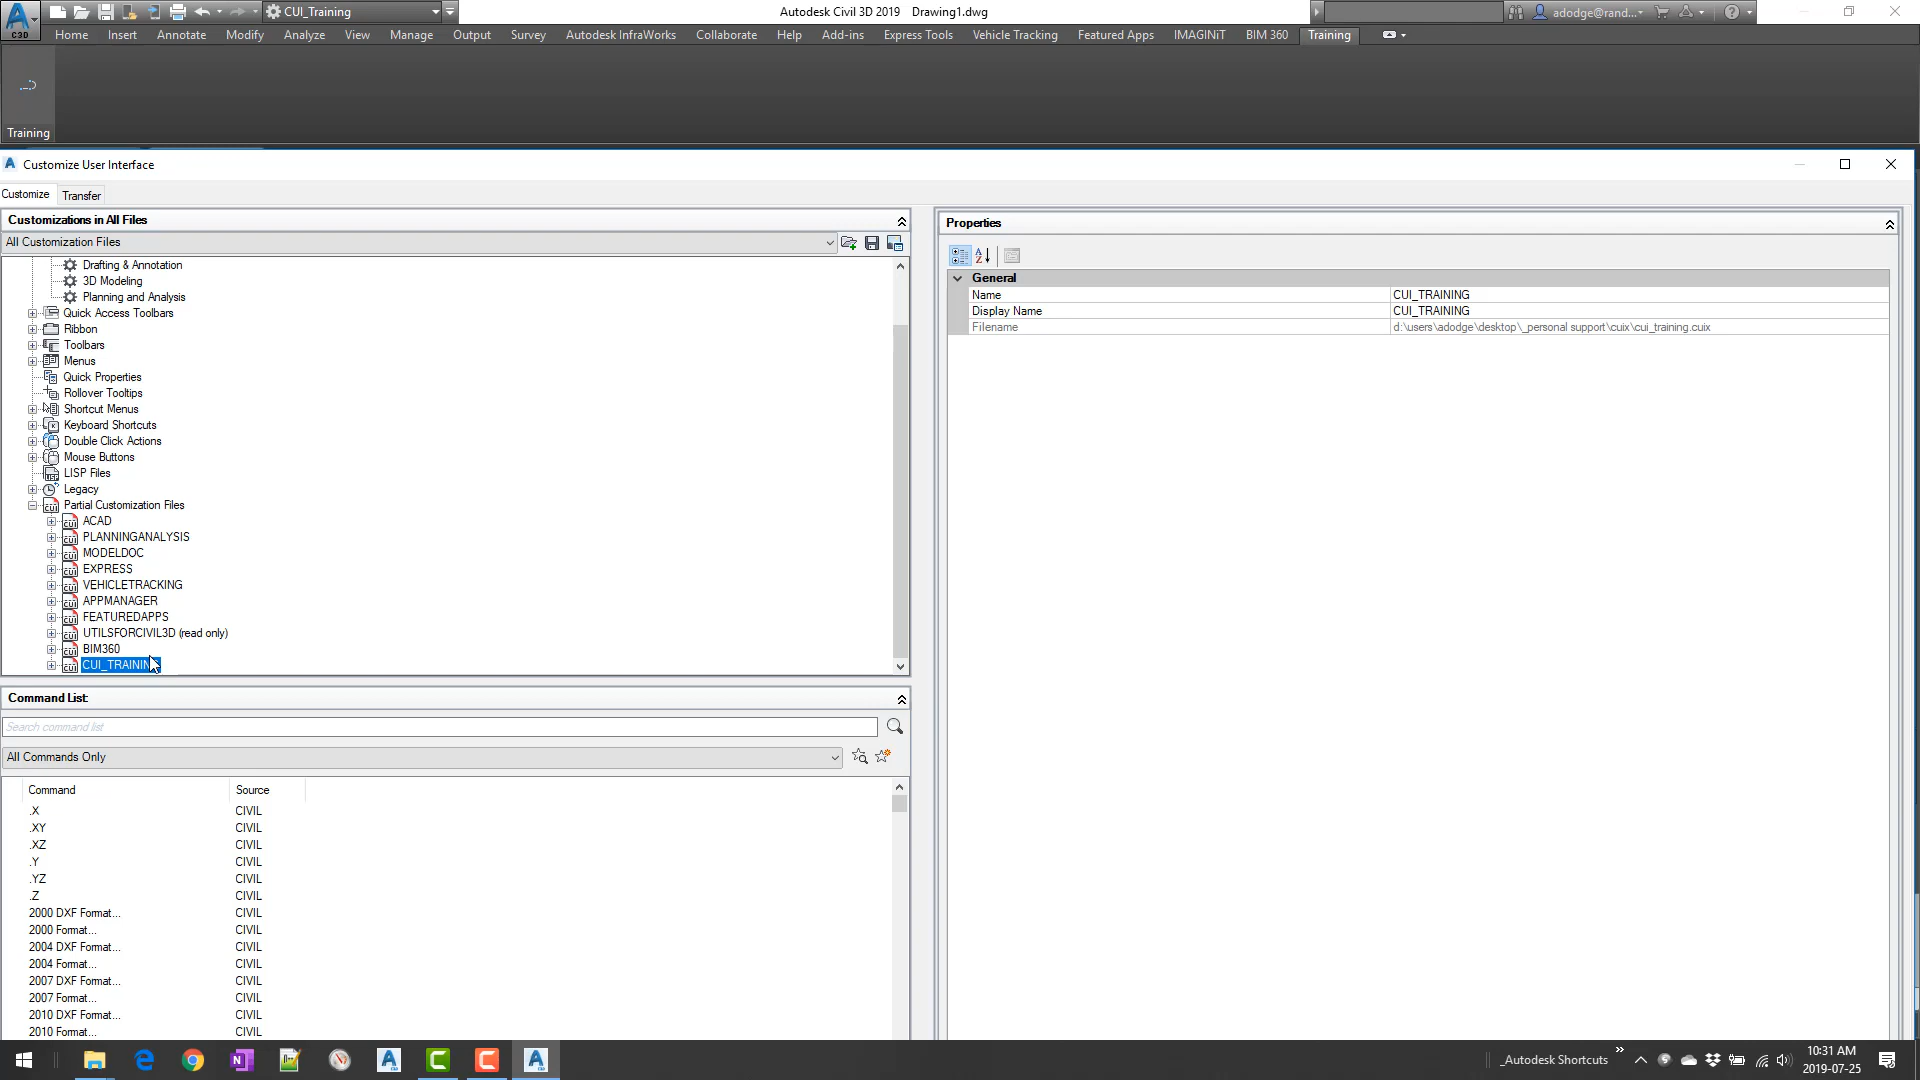 CUI_Training
Autodesk Civil 3D 2019 Drawing1.dwg
adodge@rand...
C3D
Home Insert Annotate Modify Analyze View Manage Output Survey Autodesk InfraWorks Collaborate Help Add-ins Express Tools Vehicle Tracking Featured Apps IMAGINiT BIM 360 Training
Training
Customize User Interface
Customize Transfer
Customizations in All Files
All Customization Files
Drafting & Annotation
3D Modeling
Planning and Analysis
Quick Access Toolbars
Ribbon
Toolbars
Menus
Quick Properties
Rollover Tooltips
Shortcut Menus
Keyboard Shortcuts
Double Click Actions
Mouse Buttons
LISP Files
Legacy
Partial Customization Files
ACAD
PLANNINGANALYSIS
MODELDOC
EXPRESS
VEHICLETRACKING
APPMANAGER
FEATUREDAPPS
UTILSFORCIVIL3D (read only)
BIM360
CUI_TRAINING
Properties
General
Name CUI_TRAINING
Display Name CUI_TRAINING
Filename d:\users\adodge\desktop\_personal support\cuix\cui_training.cuix
Command List:
Search command list
All Commands Only
Command Source
.X CIVIL
.XY CIVIL
.XZ CIVIL
.Y CIVIL
.YZ CIVIL
.Z CIVIL
2000 DXF Format... CIVIL
2000 Format... CIVIL
2004 DXF Format... CIVIL
2004 Format... CIVIL
2007 DXF Format... CIVIL
2007 Format... CIVIL
2010 DXF Format... CIVIL
2010 Format... CIVIL
_Autodesk Shortcuts
10:31 AM
2019-07-25